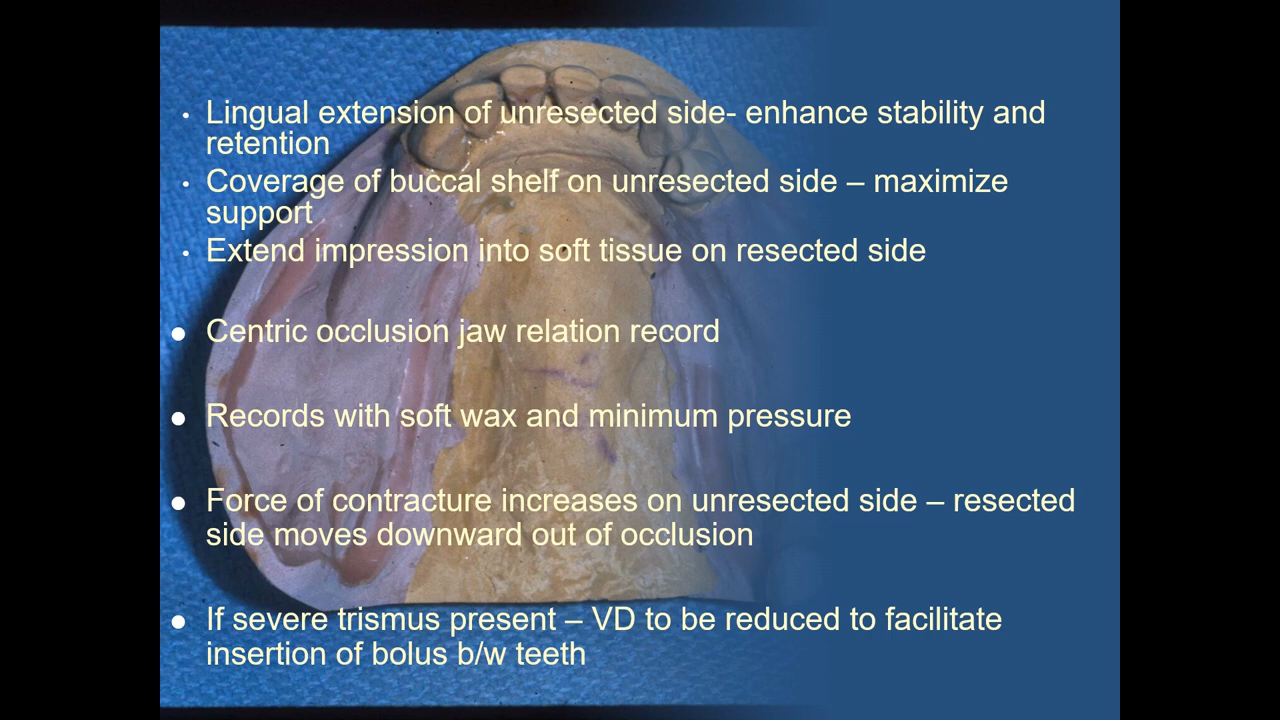 • Lingual extension of unresected side- enhance stability and
retention
• Coverage of buccal shelf on unresected side – maximize
support
• Extend impression into soft tissue on resected side
● Centric occlusion jaw relation record
● Records with soft wax and minimum pressure
● Force of contracture increases on unresected side – resected
side moves downward out of occlusion
● If severe trismus present – VD to be reduced to facilitate
insertion of bolus b/w teeth